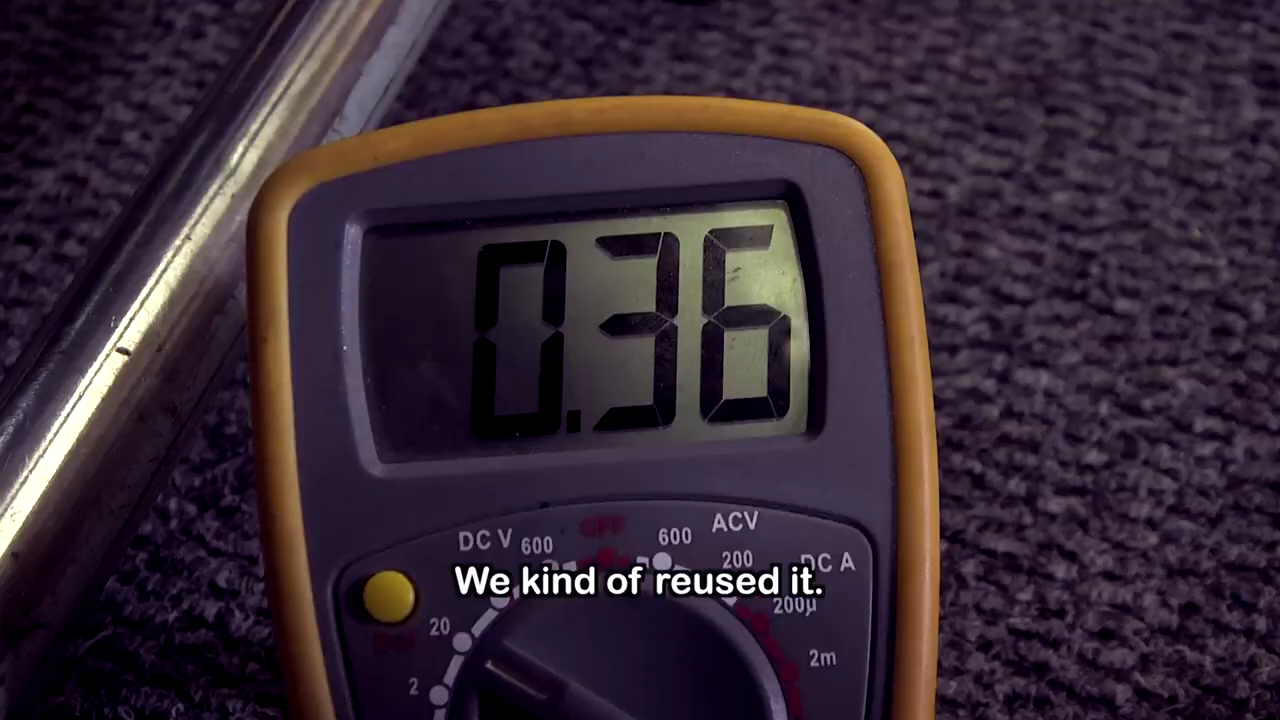 0.36
DC V
600
OFF
600
ACV
200
DC A
200µ
20
2m
2
We kind of reused it.